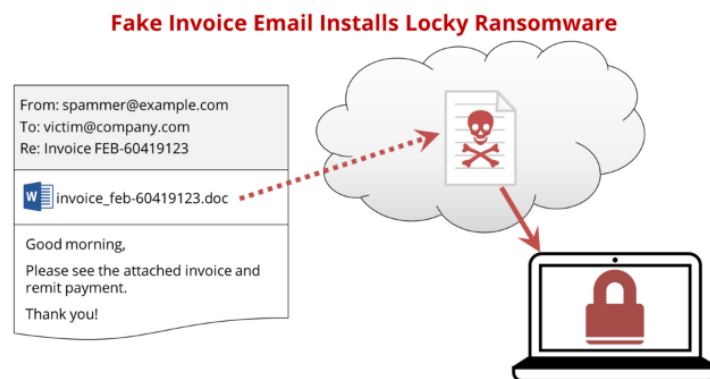 Fake Invoice Email Installs Locky Ransomware
From: spammer@example.com
To: victim@company.com
Re: Invoice FEB-60419123
W invoice_feb-60419123.doc
Good morning,
Please see the attached invoice and
remit payment.
Thank you!